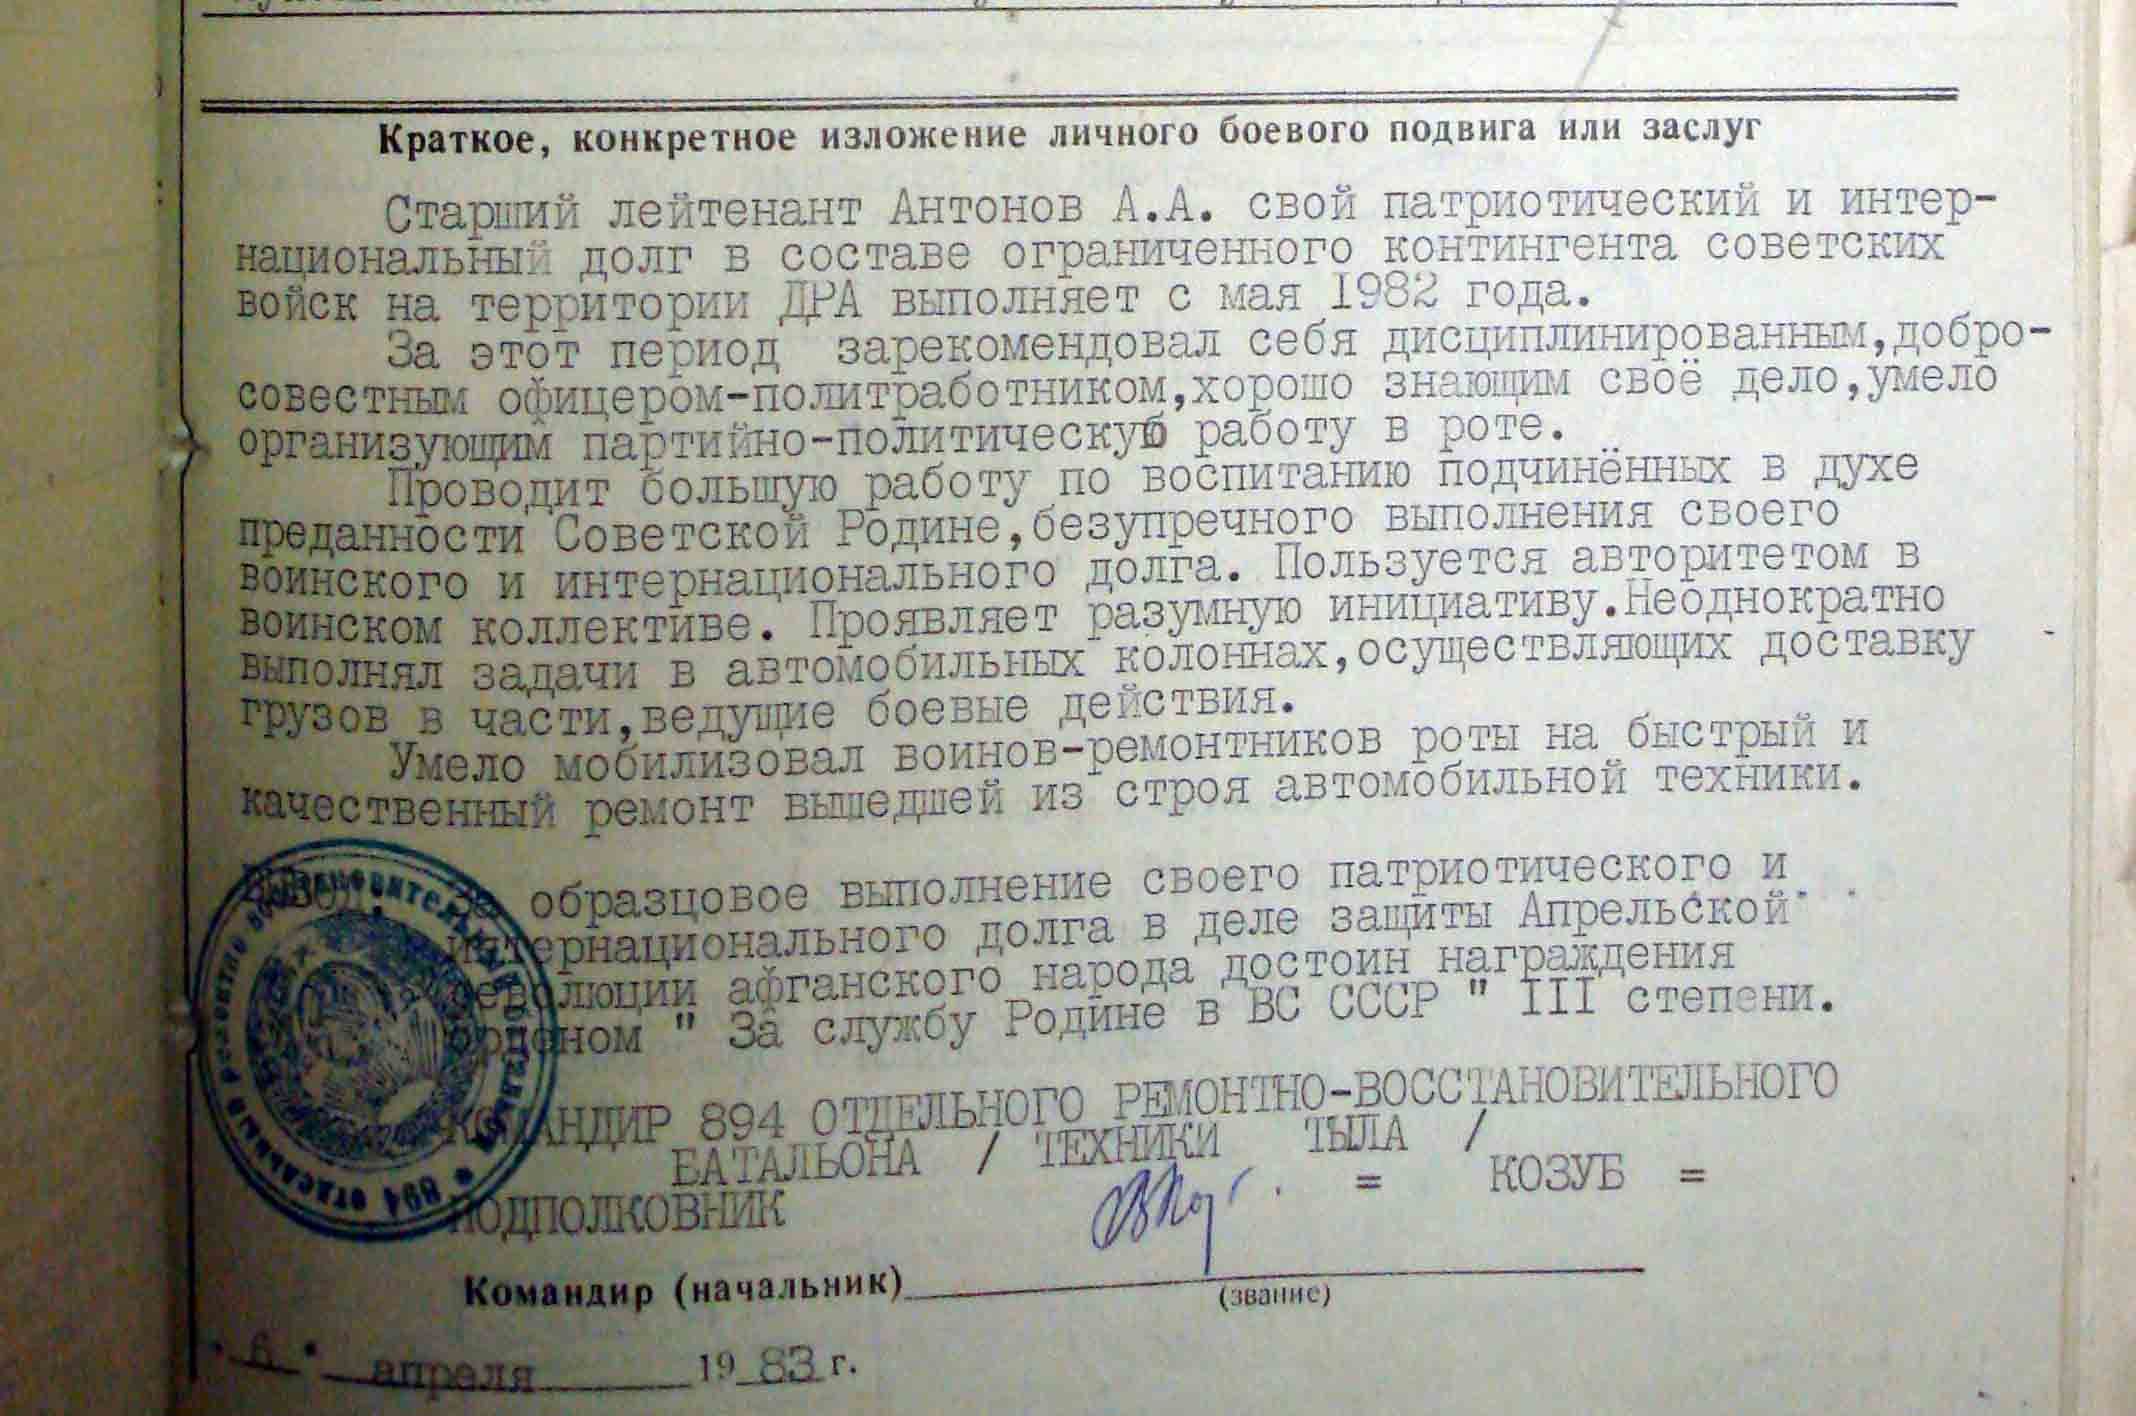 Краткое, конкретное изложение личного боевого подвига или заслуг
Старший лейтенант Антонов А.А. свой патриотический и интер-
национальный долг в составе ограниченного контингента советских
войск на территории ДРА выполняет с мая 1982 года.
За этот период зарекомендовал себя дисциплинированным,добро-
совестным офицером-политработником,хорошо знающим своё дело,умело
организующим партийно-политическую работу в роте.
Проводит большую работу по воспитанию подчинённых в духе
преданности Советской Родине,безупречного выполнения своего
воинского и интернационального долга. Пользуется авторитетом в
воинском коллективе. Проявляет разумную инициативу.Неоднократно
выполнял задачи в автомобильных колоннах,осуществляющих доставку
грузов в части,ведущие боевые действия.
Умело мобилизовал воинов-ремонтников роты на быстрый и
качественный ремонт вышедшей из строя автомобильной техники.
образцовое выполнение своего патриотического и
интернационального долга в деле защиты Апрельской
революции афганского народа достоин награждения
орденом " За службу Родине в ВС СССР " III степени.
КОМАНДИР 894 ОТДЕЛЬНОГО РЕМОНТНО-ВОССТАНОВИТЕЛЬНОГО
БАТАЛЬОНА / ТЕХНИКИ ТЫЛА /
ПОДПОЛКОВНИК = КОЗУБ =
Командир (начальник)
(звание)
"6" апреля 1983 г.
894 отдельный ремонтно восстановительный батальон